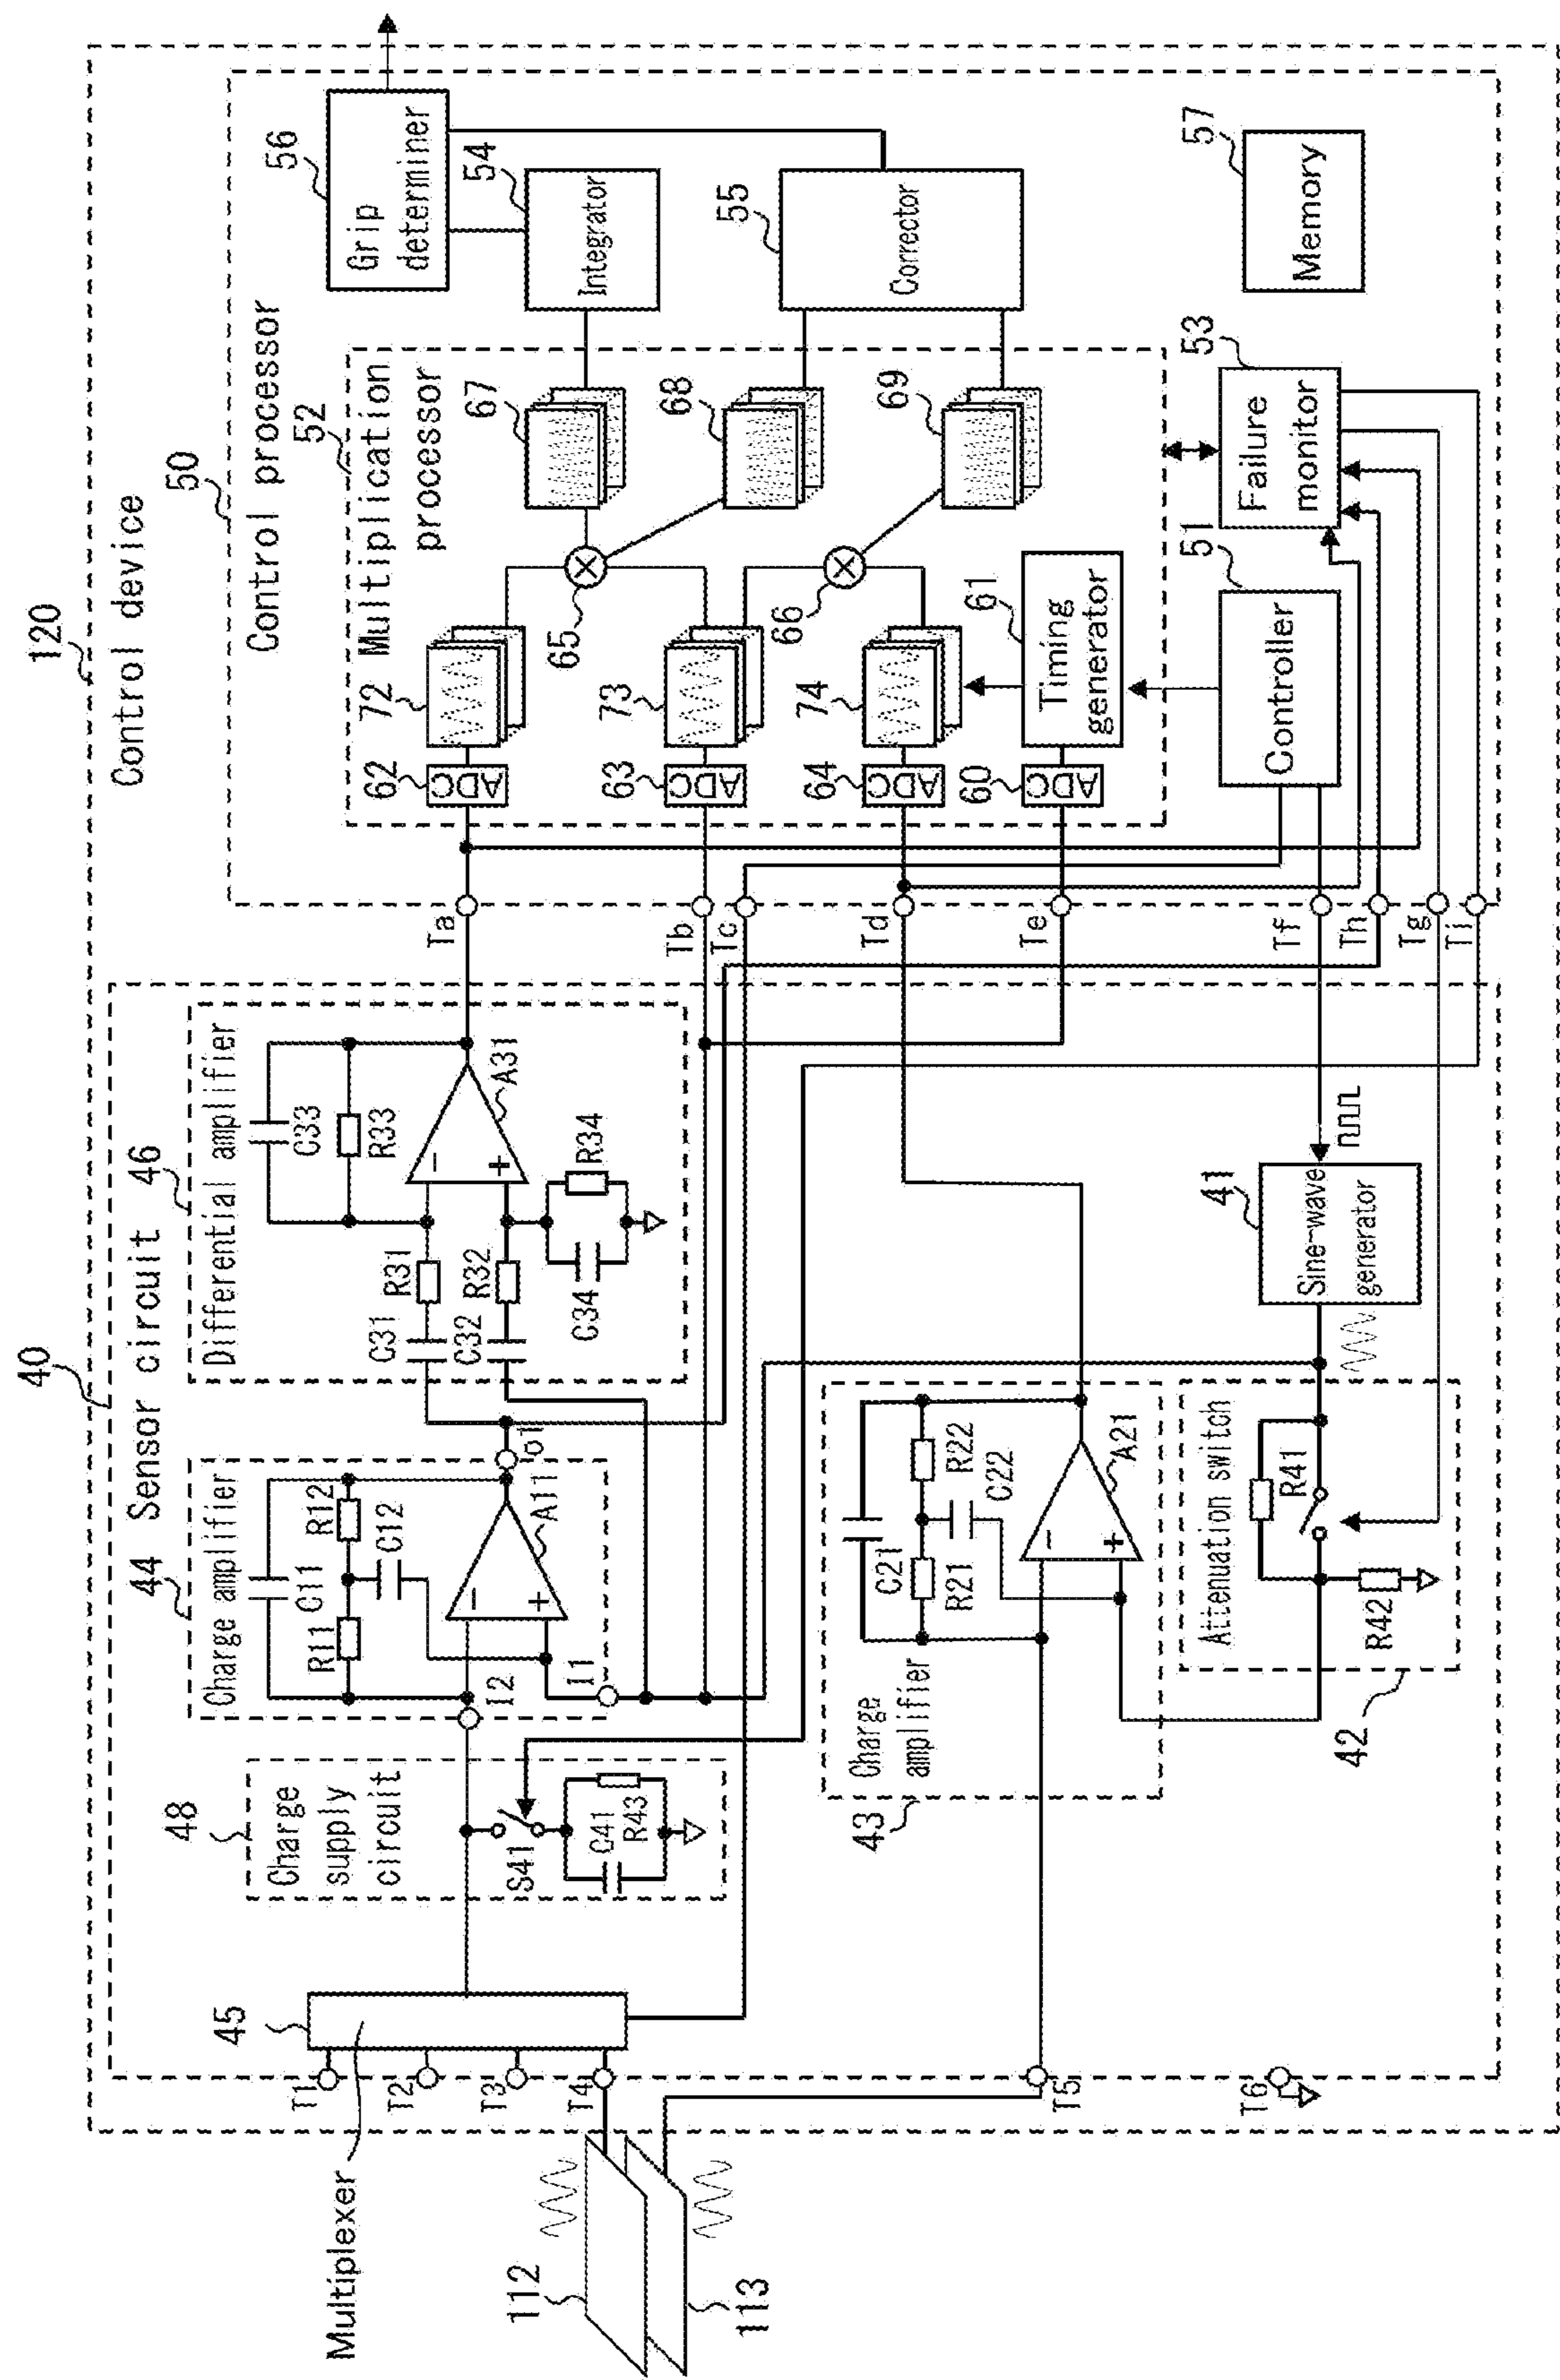 120
Control device
40
Sensor circuit
50
Control processor
45
Multiplexer
T1
T2
T3
T4
T5
T6
112
113
48
Charge
supply
circuit
S41
C41
R43
44
Charge amplifier
C11
R11
R12
C12
A11
I2
I1
o1
46
Differential amplifier
C33
R33
C31
R31
C32
R32
A31
C34
R34
43
Charge
amplifier
C21
R21
R22
C22
A21
42
Attenuation switch
R41
R42
41
Sine-wave
generator
Ta
Tb
Tc
Td
Te
Tf
Th
Tg
Ti
52
Multiplication
processor
62
ADC
72
63
ADC
73
64
ADC
74
60
ADC
61
Timing
generator
65
66
67
68
69
51
Controller
53
Failure
monitor
54
Integrator
55
Corrector
56
Grip
determiner
57
Memory